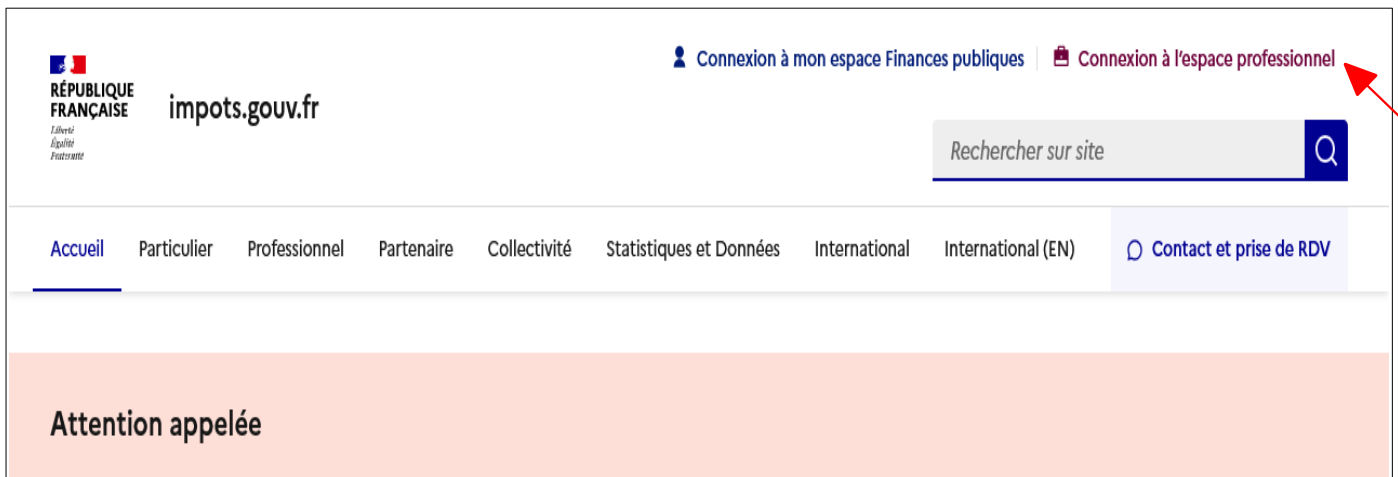 Connexion à mon espace Finances publiques
Connexion à l'espace professionnel
RÉPUBLIQUE
FRANÇAISE
Liberté
Égalité
Fraternité
impots.gouv.fr
Rechercher sur site
Accueil Particulier Professionnel Partenaire Collectivité Statistiques et Données International International (EN) Contact et prise de RDV
Attention appelée